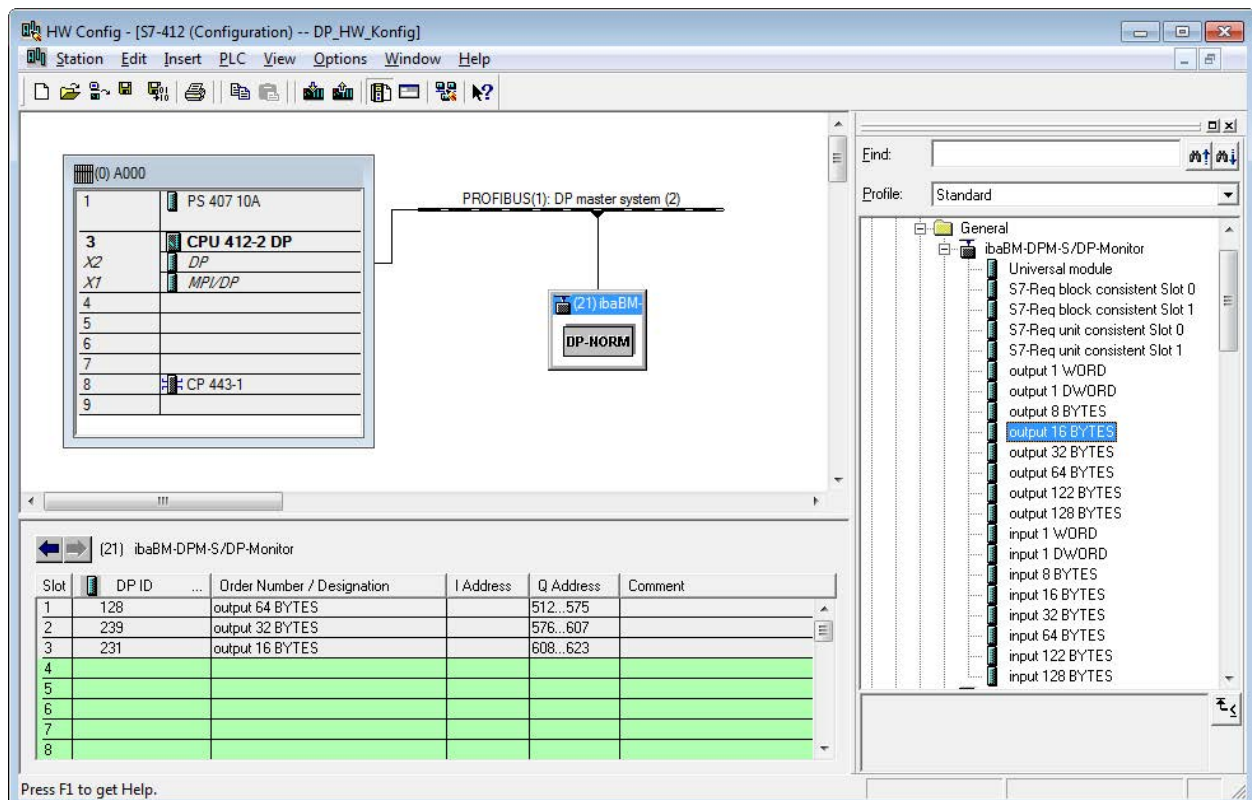 HW Config - [S7-412 (Configuration) -- DP_HW_Konfig]
Station Edit Insert PLC View Options Window Help
(0) A000
1 PS 407 10A
3 CPU 412-2 DP
X2 DP
X1 MPI/DP
4
5
6
7
8 CP 443-1
9
PROFIBUS(1): DP master system (2)
(21) ibaBM-
DP-NORM
Find:
Profile: Standard
General
ibaBM-DPM-S/DP-Monitor
Universal module
S7-Req block consistent Slot 0
S7-Req block consistent Slot 1
S7-Req unit consistent Slot 0
S7-Req unit consistent Slot 1
output 1 WORD
output 1 DWORD
output 8 BYTES
output 16 BYTES
output 32 BYTES
output 64 BYTES
output 122 BYTES
output 128 BYTES
input 1 WORD
input 1 DWORD
input 8 BYTES
input 16 BYTES
input 32 BYTES
input 64 BYTES
input 122 BYTES
input 128 BYTES
(21) ibaBM-DPM-S/DP-Monitor
Slot DP ID ... Order Number / Designation I Address Q Address Comment
1 128 output 64 BYTES 512...575
2 239 output 32 BYTES 576...607
3 231 output 16 BYTES 608...623
4
5
6
7
8
Press F1 to get Help.